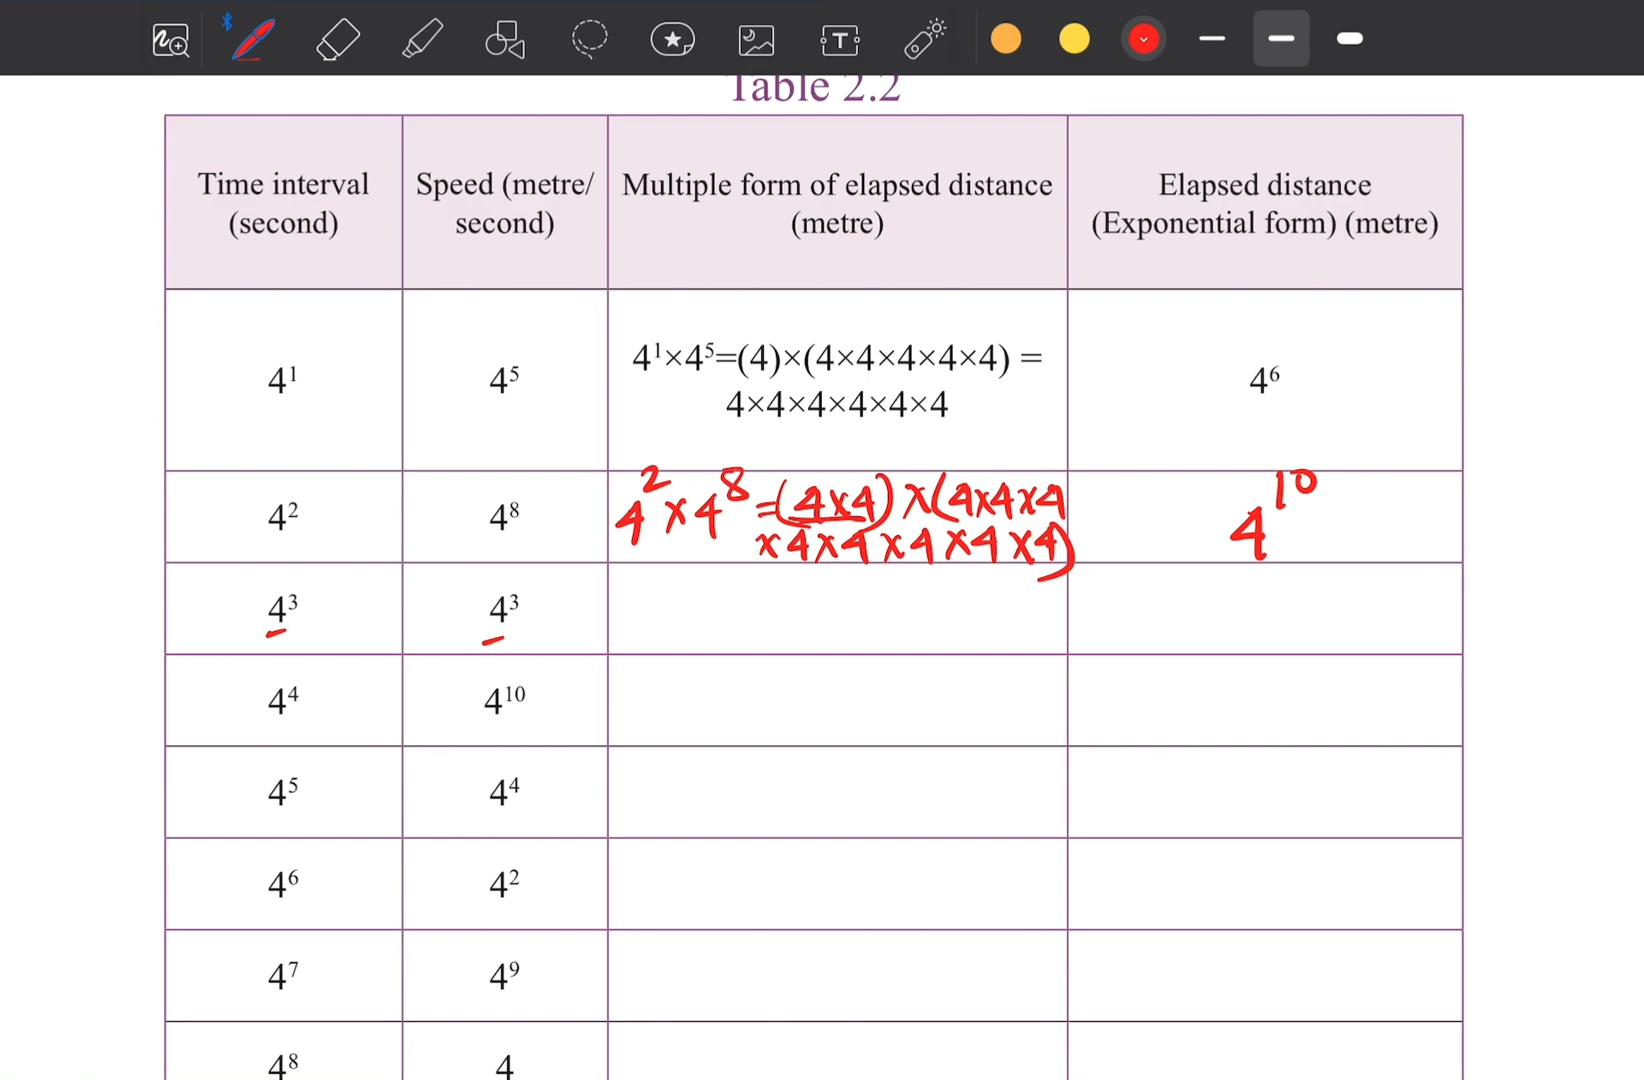 Table 2.2
Time interval
(second)
Speed (metre/
second)
Multiple form of elapsed distance
(metre)
Elapsed distance
(Exponential form) (metre)
4¹
4⁵
4¹×4⁵=(4)×(4×4×4×4×4) =
4×4×4×4×4×4
4⁶
4²
4⁸
4²×4⁸=(4×4)×(4×4×4
×4×4×4×4×4)
4¹⁰
4³
4³
4⁴
4¹⁰
4⁵
4⁴
4⁶
4²
4⁷
4⁹
4⁸
4